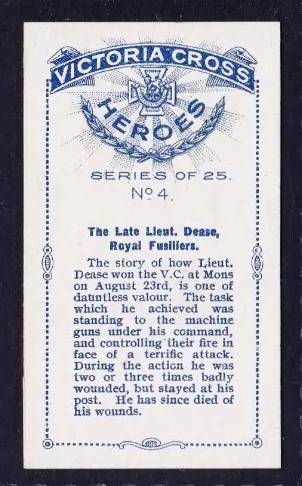 VICTORIA CROSS
HEROES
SERIES OF 25.
No 4.
The Late Lieut. Dease,
Royal Fusiliers.
The story of how Lieut.
Dease won the V.C. at Mons
on August 23rd, is one of
dauntless valour. The task
which he achieved was
standing to the machine
guns under his command,
and controlling their fire in
face of a terrific attack.
During the action he was
two or three times badly
wounded, but stayed at his
post. He has since died of
his wounds.